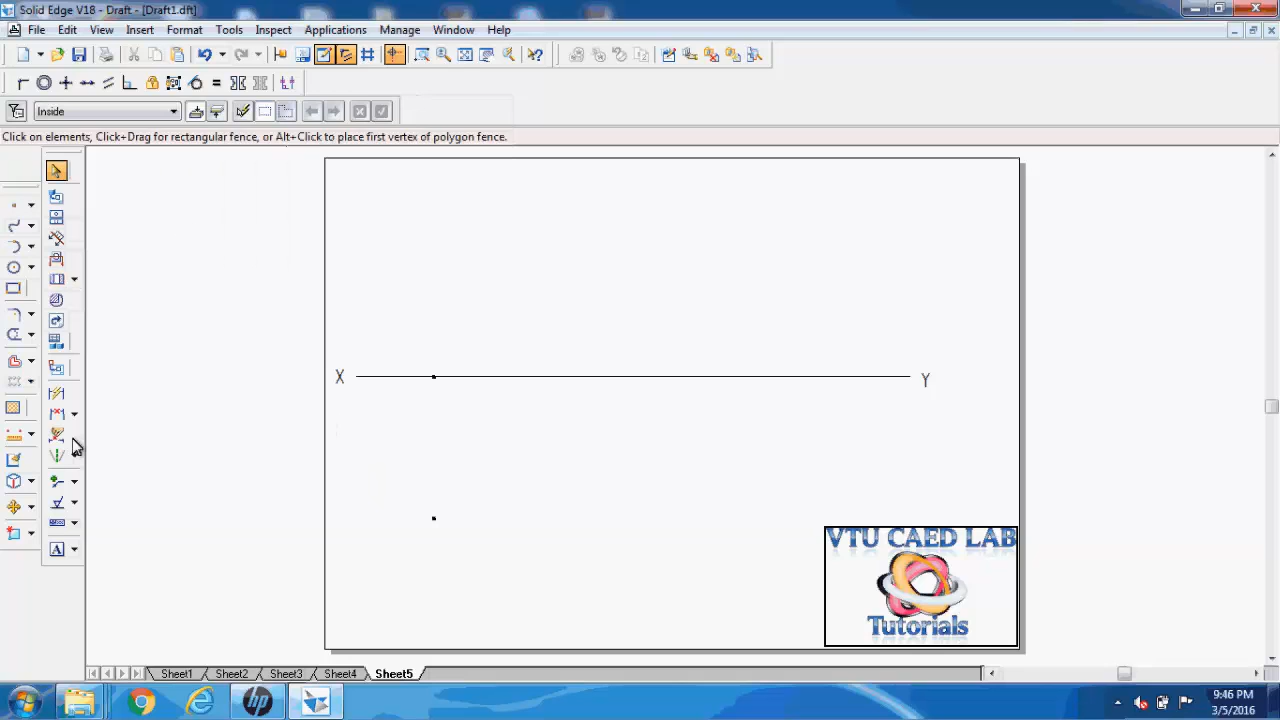 Solid Edge V18 - Draft - [Draft1.dft]
File Edit View Insert Format Tools Inspect Applications Manage Window Help
Inside
Click on elements, Click+Drag for rectangular fence, or Alt+Click to place first vertex of polygon fence.
X
Y
A
VTU CAED LAB
Tutorials
Sheet1 Sheet2 Sheet3 Sheet4 Sheet5
hp
9:46 PM
3/5/2016